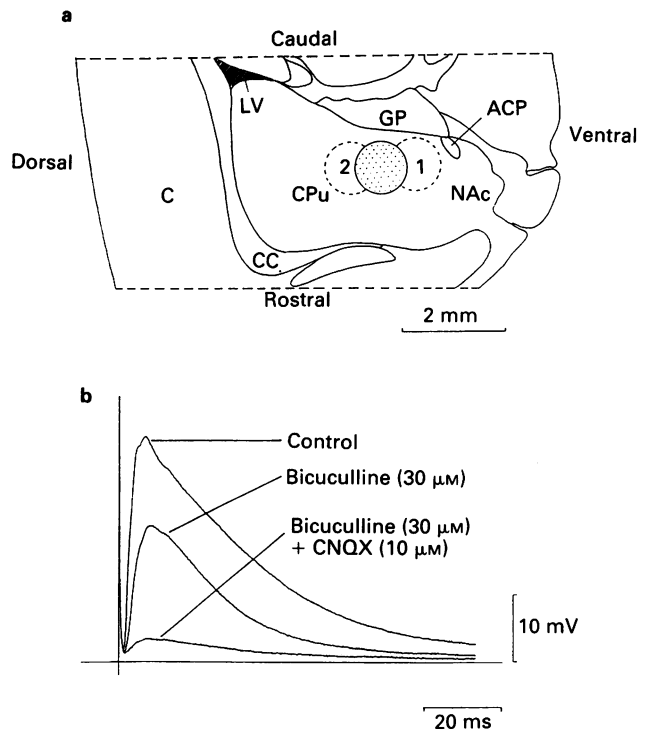 a
Caudal
LV
GP
ACP
Dorsal
Ventral
2
1
C
CPu
NAc
CC
Rostral
2 mm
b
Control
Bicuculline (30 μM)
Bicuculline (30 μM)
+ CNQX (10 μM)
10 mV
20 ms